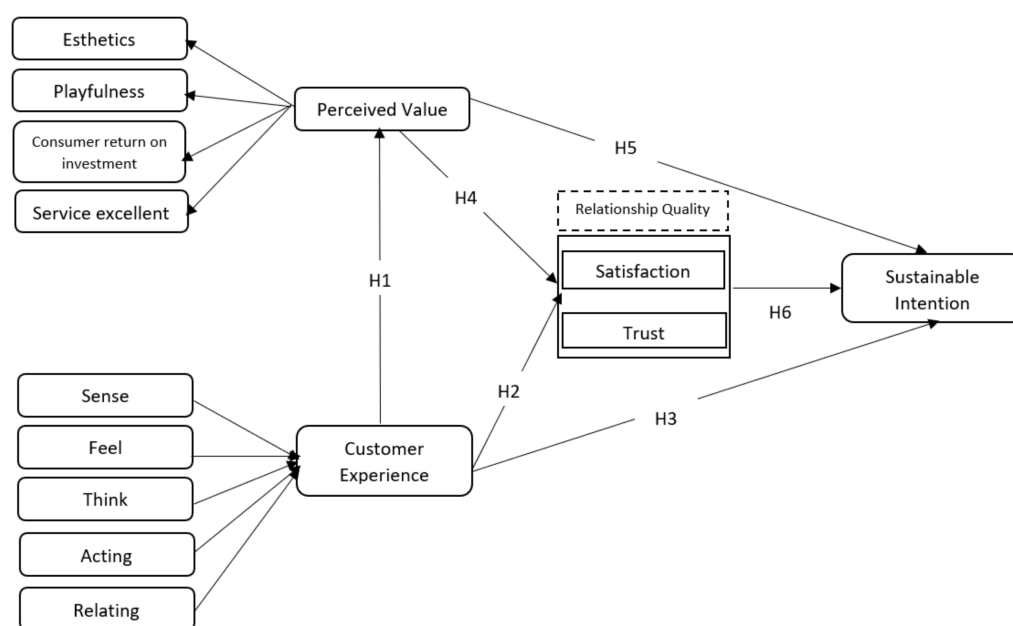 Esthetics
Playfulness
Consumer return on
investment
Service excellent
Perceived Value
H5
H4
Relationship Quality
Satisfaction
Trust
H1
H6
Sustainable
Intention
H2
H3
Sense
Feel
Think
Acting
Relating
Customer
Experience